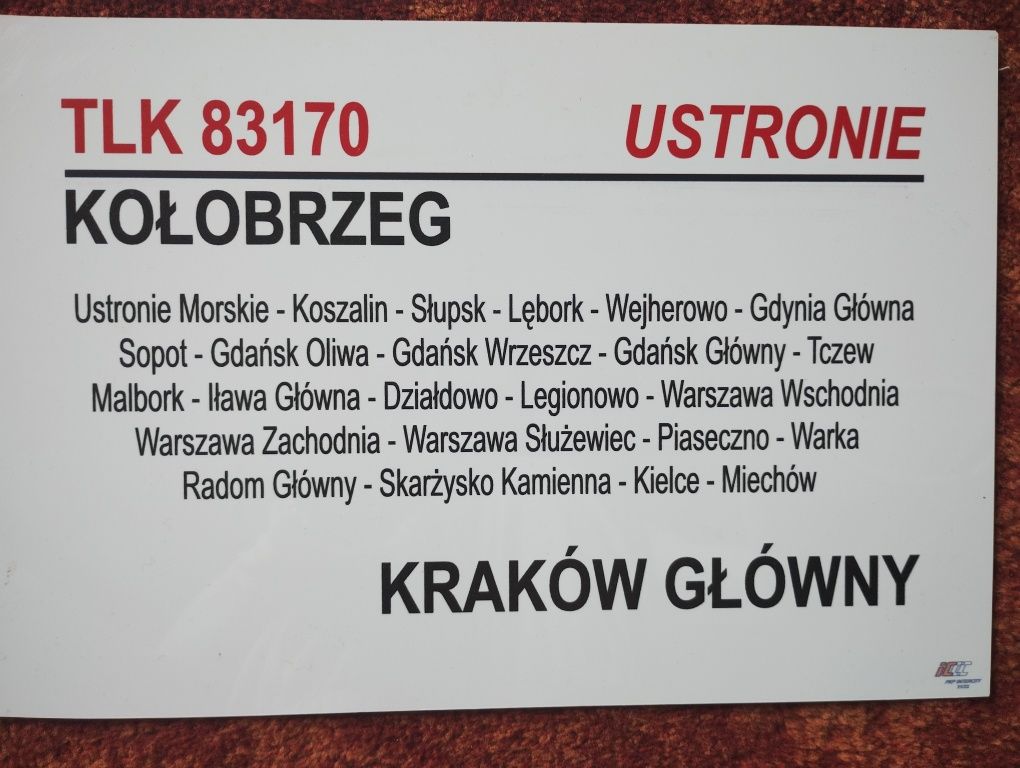 TLK 83170 USTRONIE
KOŁOBRZEG
Ustronie Morskie - Koszalin - Słupsk - Lębork - Wejherowo - Gdynia Główna
Sopot - Gdańsk Oliwa - Gdańsk Wrzeszcz - Gdańsk Główny - Tczew
Malbork - Iława Główna - Działdowo - Legionowo - Warszawa Wschodnia
Warszawa Zachodnia - Warszawa Służewiec - Piaseczno - Warka
Radom Główny - Skarżysko Kamienna - Kielce - Miechów
KRAKÓW GŁÓWNY
PKP INTERCITY